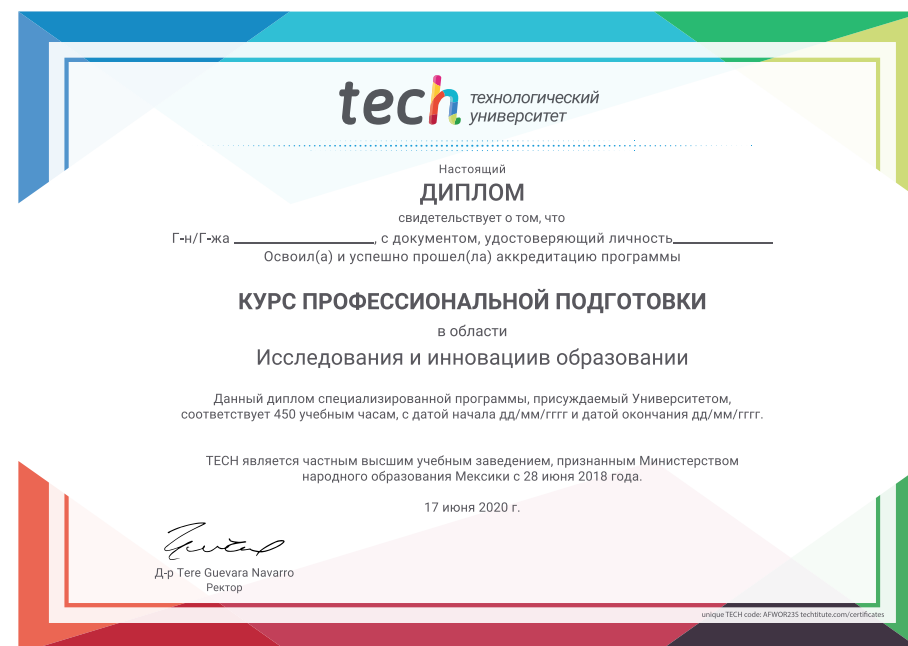 tech технологический
университет
Настоящий
ДИПЛОМ
свидетельствует о том, что
Г-н/Г-жа ____________, с документом, удостоверяющий личность____________
Освоил(а) и успешно прошел(ла) аккредитацию программы
КУРС ПРОФЕССИОНАЛЬНОЙ ПОДГОТОВКИ
в области
Исследования и инновациив образовании
Данный диплом специализированной программы, присуждаемый Университетом,
соответствует 450 учебным часам, с датой начала дд/мм/гггг и датой окончания дд/мм/гггг.
TECH является частным высшим учебным заведением, признанным Министерством
народного образования Мексики с 28 июня 2018 года.
17 июня 2020 г.
Д-р Tere Guevara Navarro
Ректор
unique TECH code: AFWOR235 techtitute.com/certificates